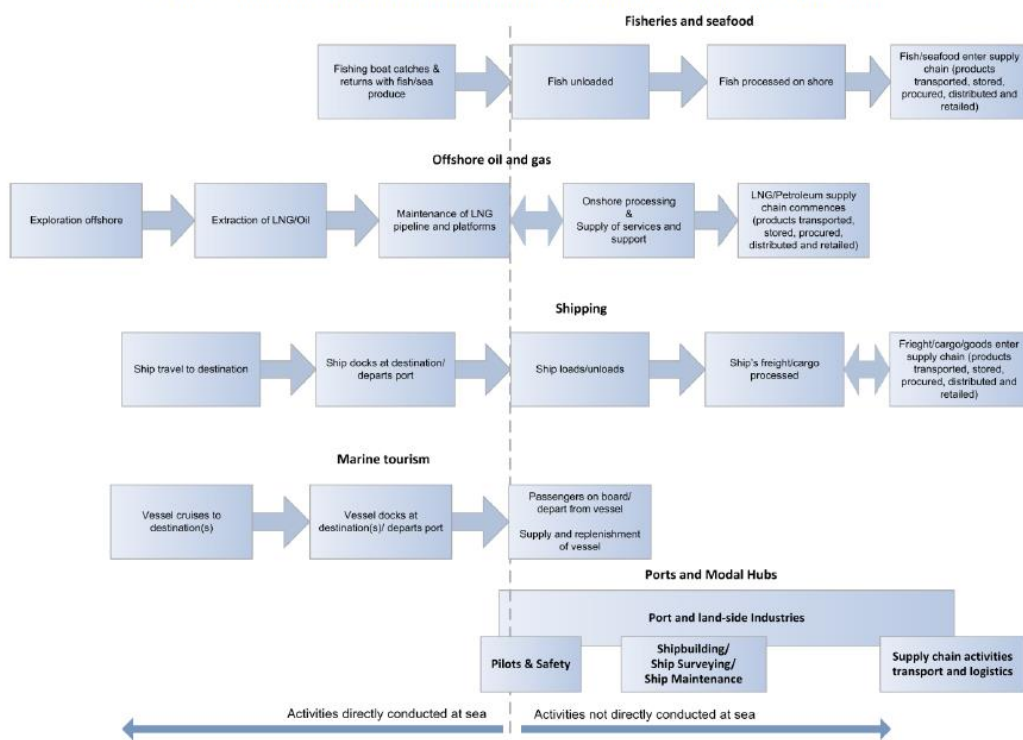 Fisheries and seafood
Fishing boat catches &
returns with fish/sea
produce
Fish unloaded
Fish processed on shore
Fish/seafood enter supply
chain (products
transported, stored,
procured, distributed and
retailed)
Offshore oil and gas
Exploration offshore
Extraction of LNG/Oil
Maintenance of LNG
pipeline and platforms
Onshore processing
&
Supply of services and
support
LNG/Petroleum supply
chain commences
(products transported,
stored, procured,
distributed and retailed)
Shipping
Ship travel to destination
Ship docks at destination/
departs port
Ship loads/unloads
Ship's freight/cargo
processed
Frieght/cargo/goods enter
supply chain (products
transported, stored,
procured, distributed and
retailed)
Marine tourism
Vessel cruises to
destination(s)
Vessel docks at
destination(s)/ departs port
Passengers on board/
depart from vessel
Supply and replenishment
of vessel
Ports and Modal Hubs
Port and land-side Industries
Pilots & Safety
Shipbuilding/
Ship Surveying/
Ship Maintenance
Supply chain activities
transport and logistics
Activities directly conducted at sea
Activities not directly conducted at sea